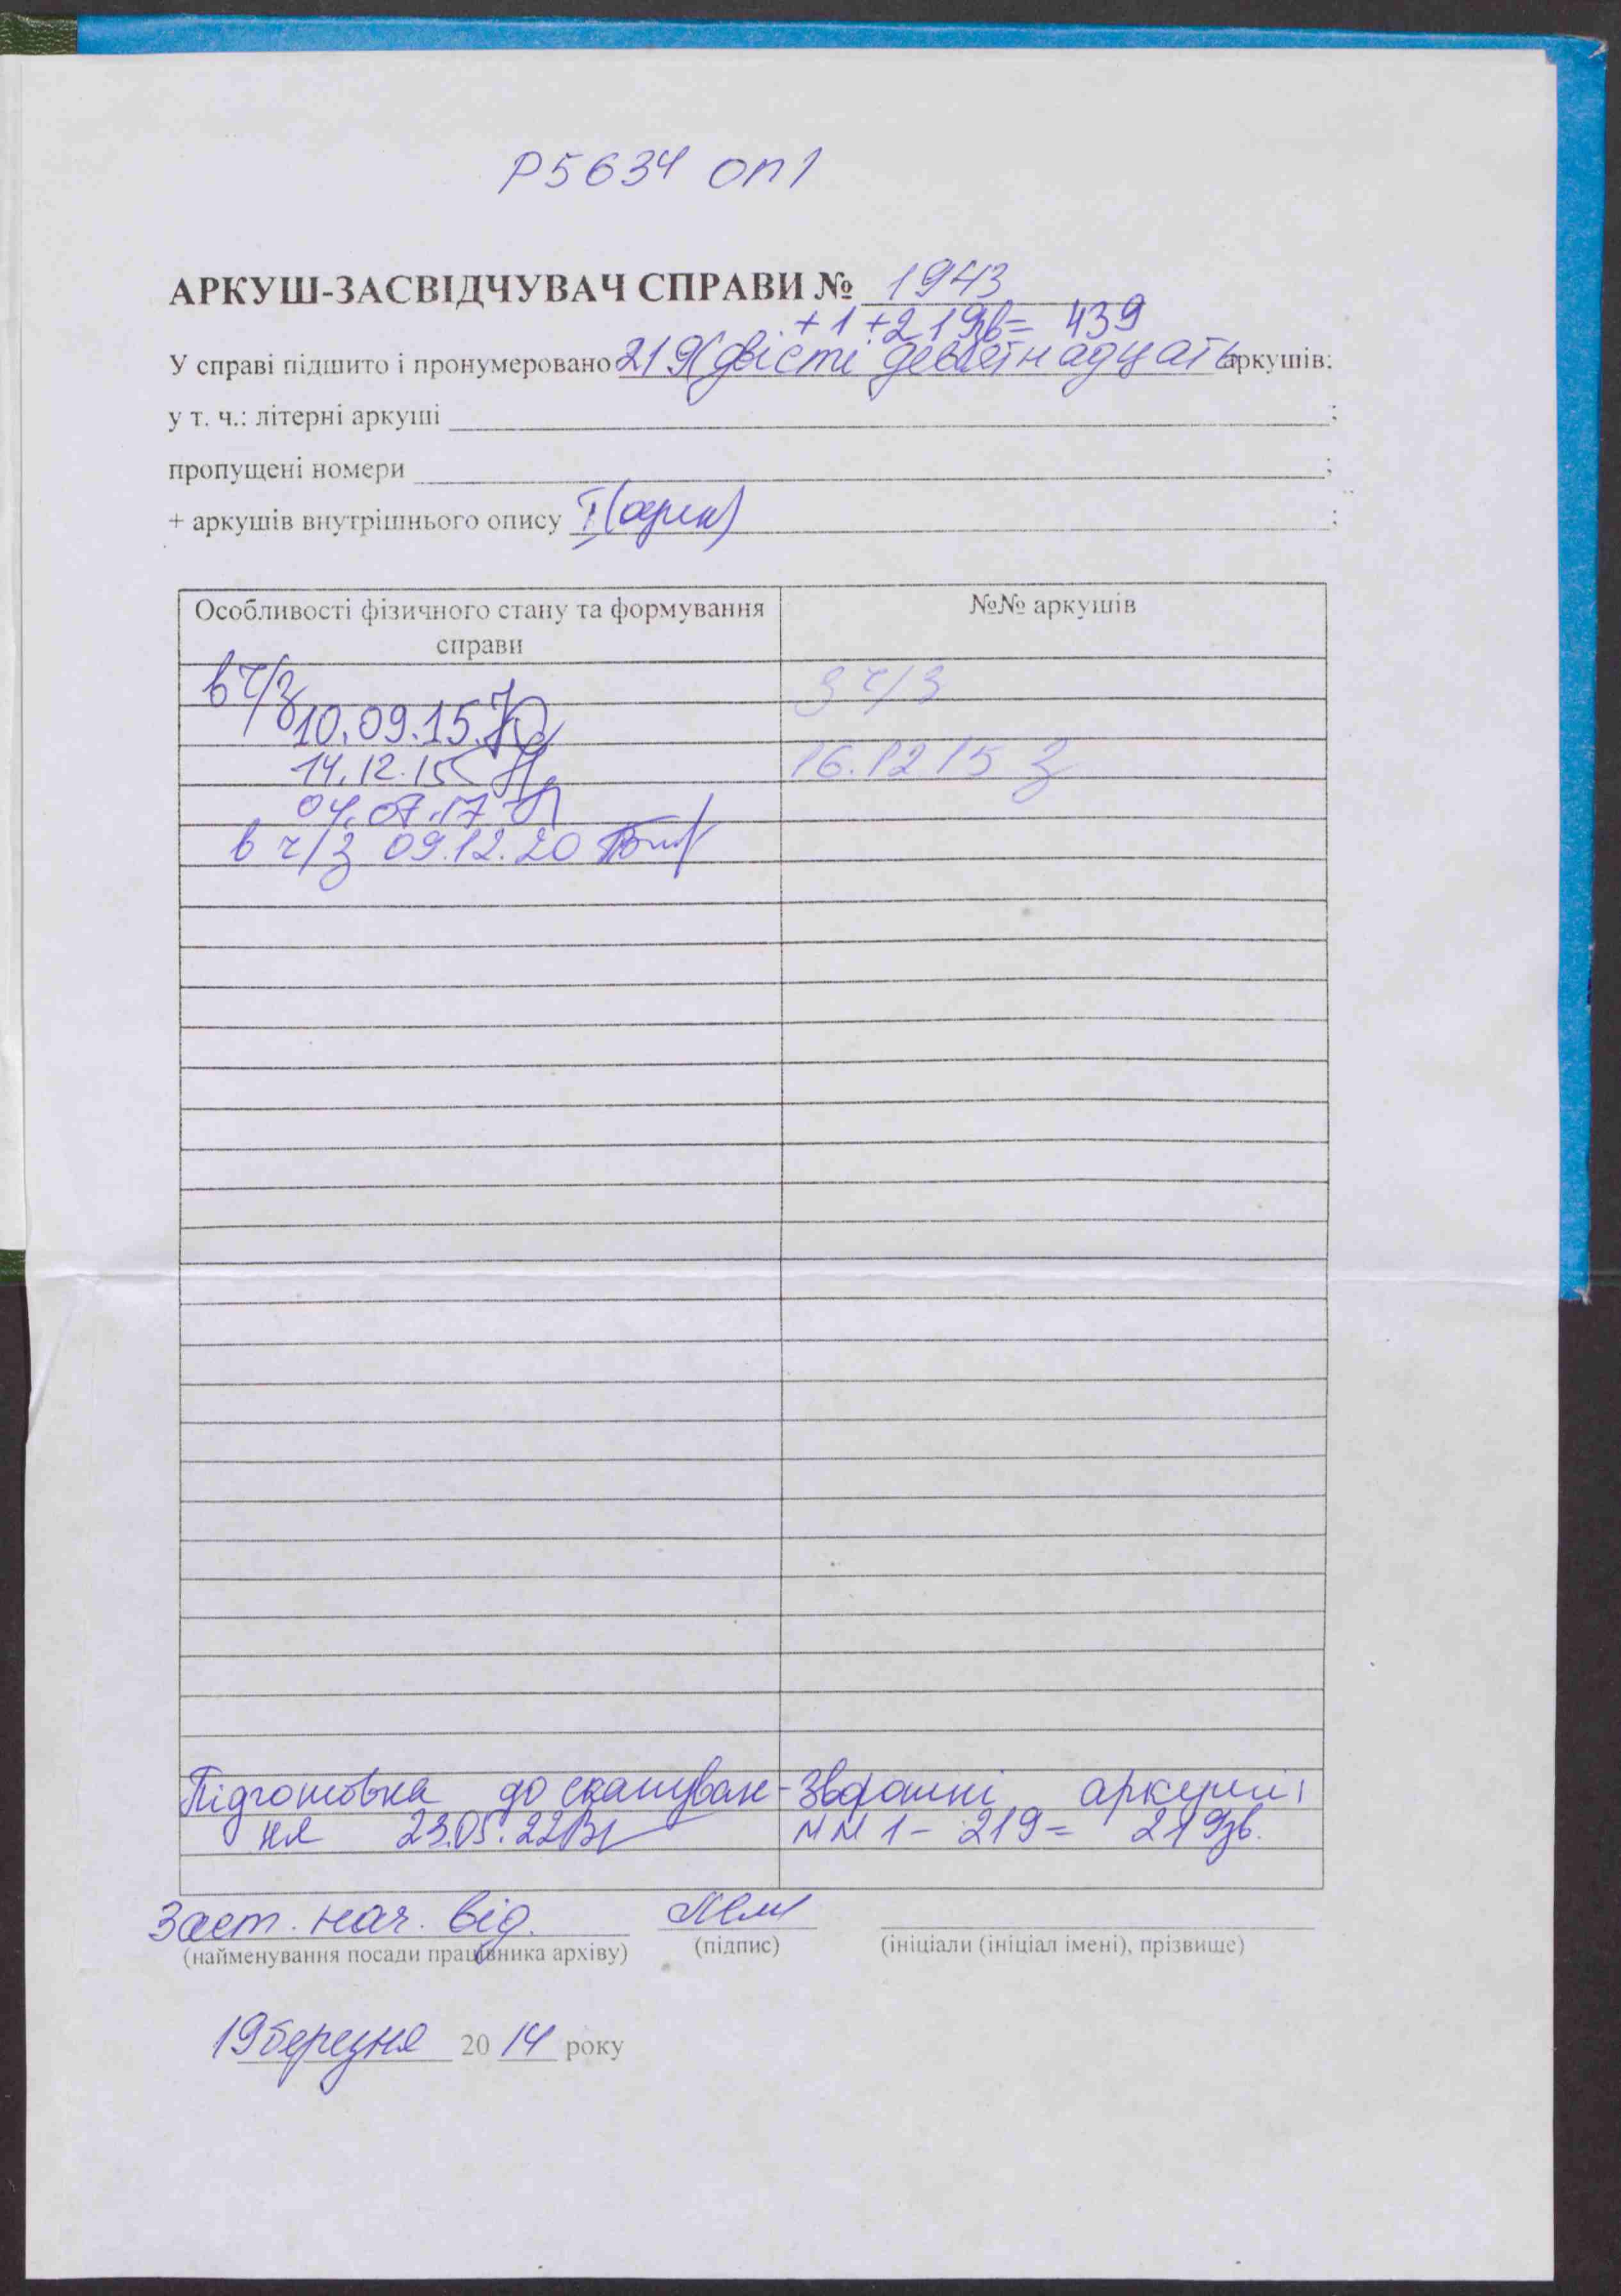 Р5634 оп1
АРКУШ-ЗАСВІДЧУВАЧ СПРАВИ № 1943
+1+219зв= 439
У справі підшито і пронумеровано 219(двісті дев'ятнадцять аркушів;
у т. ч.: літерні аркуші ;
пропущені номери ;
+ аркушів внутрішнього опису I (один) ;
Особливості фізичного стану та формування справи
№№ аркушів
в ч/з
З ч/з
10.09.15.
14.12.15
16.12 15
04.07.17
в ч/з 09.12.20
Підготовка до скануван-
Зворотні аркуші
ня 23.05.22
№№ 1- 219= 219зв.
Заст. нач. від.
(найменування посади працівника архіву)
(підпис)
(ініціали (ініціал імені), прізвище)
19 березня 20 14 року